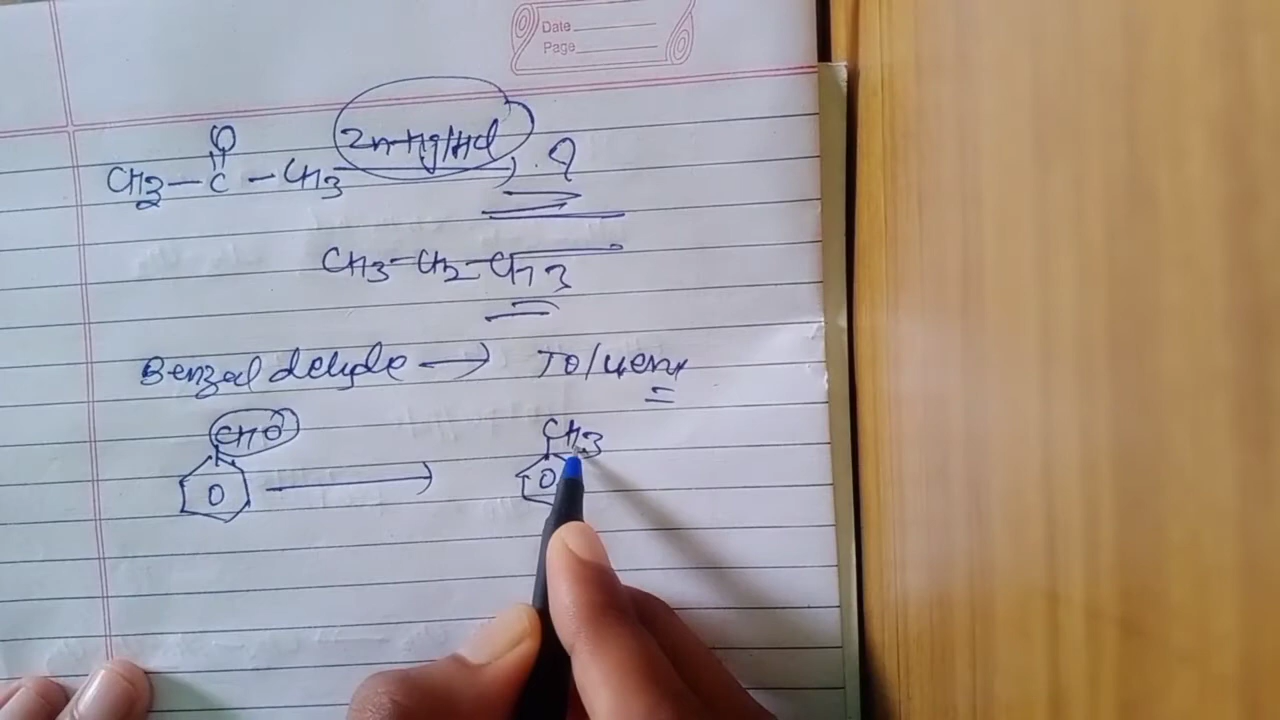 Date
Page
O
CH3 — C — CH3 Zn-Hg/HCl ?
CH3-CH2-CH3
Benzaldehyde → Toluene
CHO CH3
O O